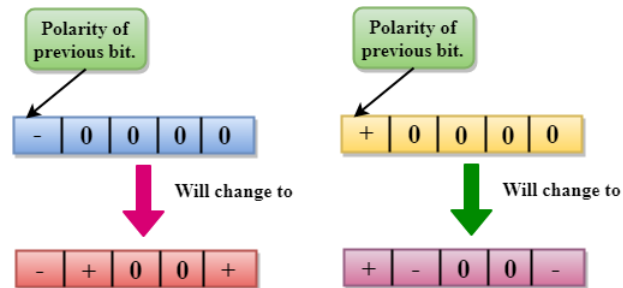 Polarity of
previous bit.
Polarity of
previous bit.
- 0 0 0 0
+ 0 0 0 0
Will change to
Will change to
- + 0 0 +
+ - 0 0 -